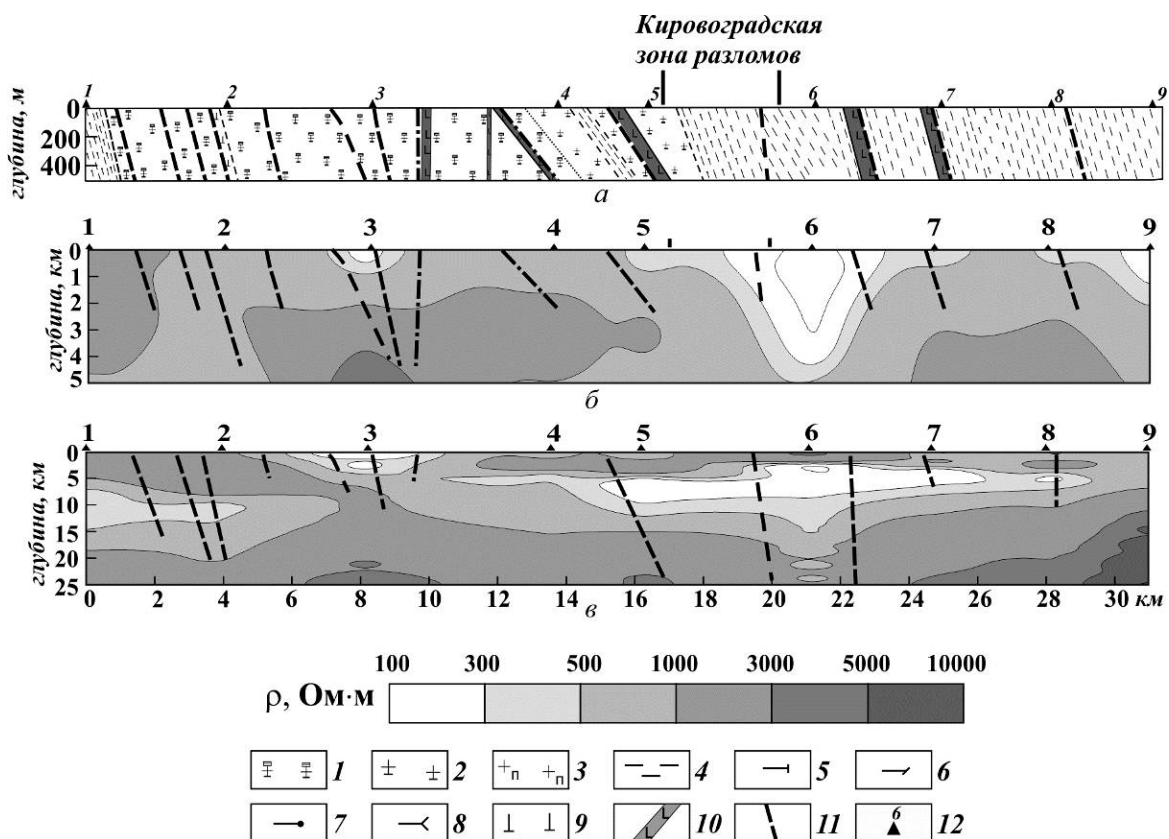 Кировоградская
зона разломов
1 2 3 4 5 6 7 8 9
глубина, м
0
200
400
а
1 2 3 4 5 6 7 8 9
глубина, км
0
1
2
3
4
5
б
1 2 3 4 5 6 7 8 9
глубина, км
0
5
10
15
20
25
0 2 4 6 8 10 12 14 16 18 20 22 24 26 28 30 км
в
100 300 500 1000 3000 5000 10000
ρ, Ом·м
1 2 п п 3 4 5 6
7 8 9 10 11 6 12